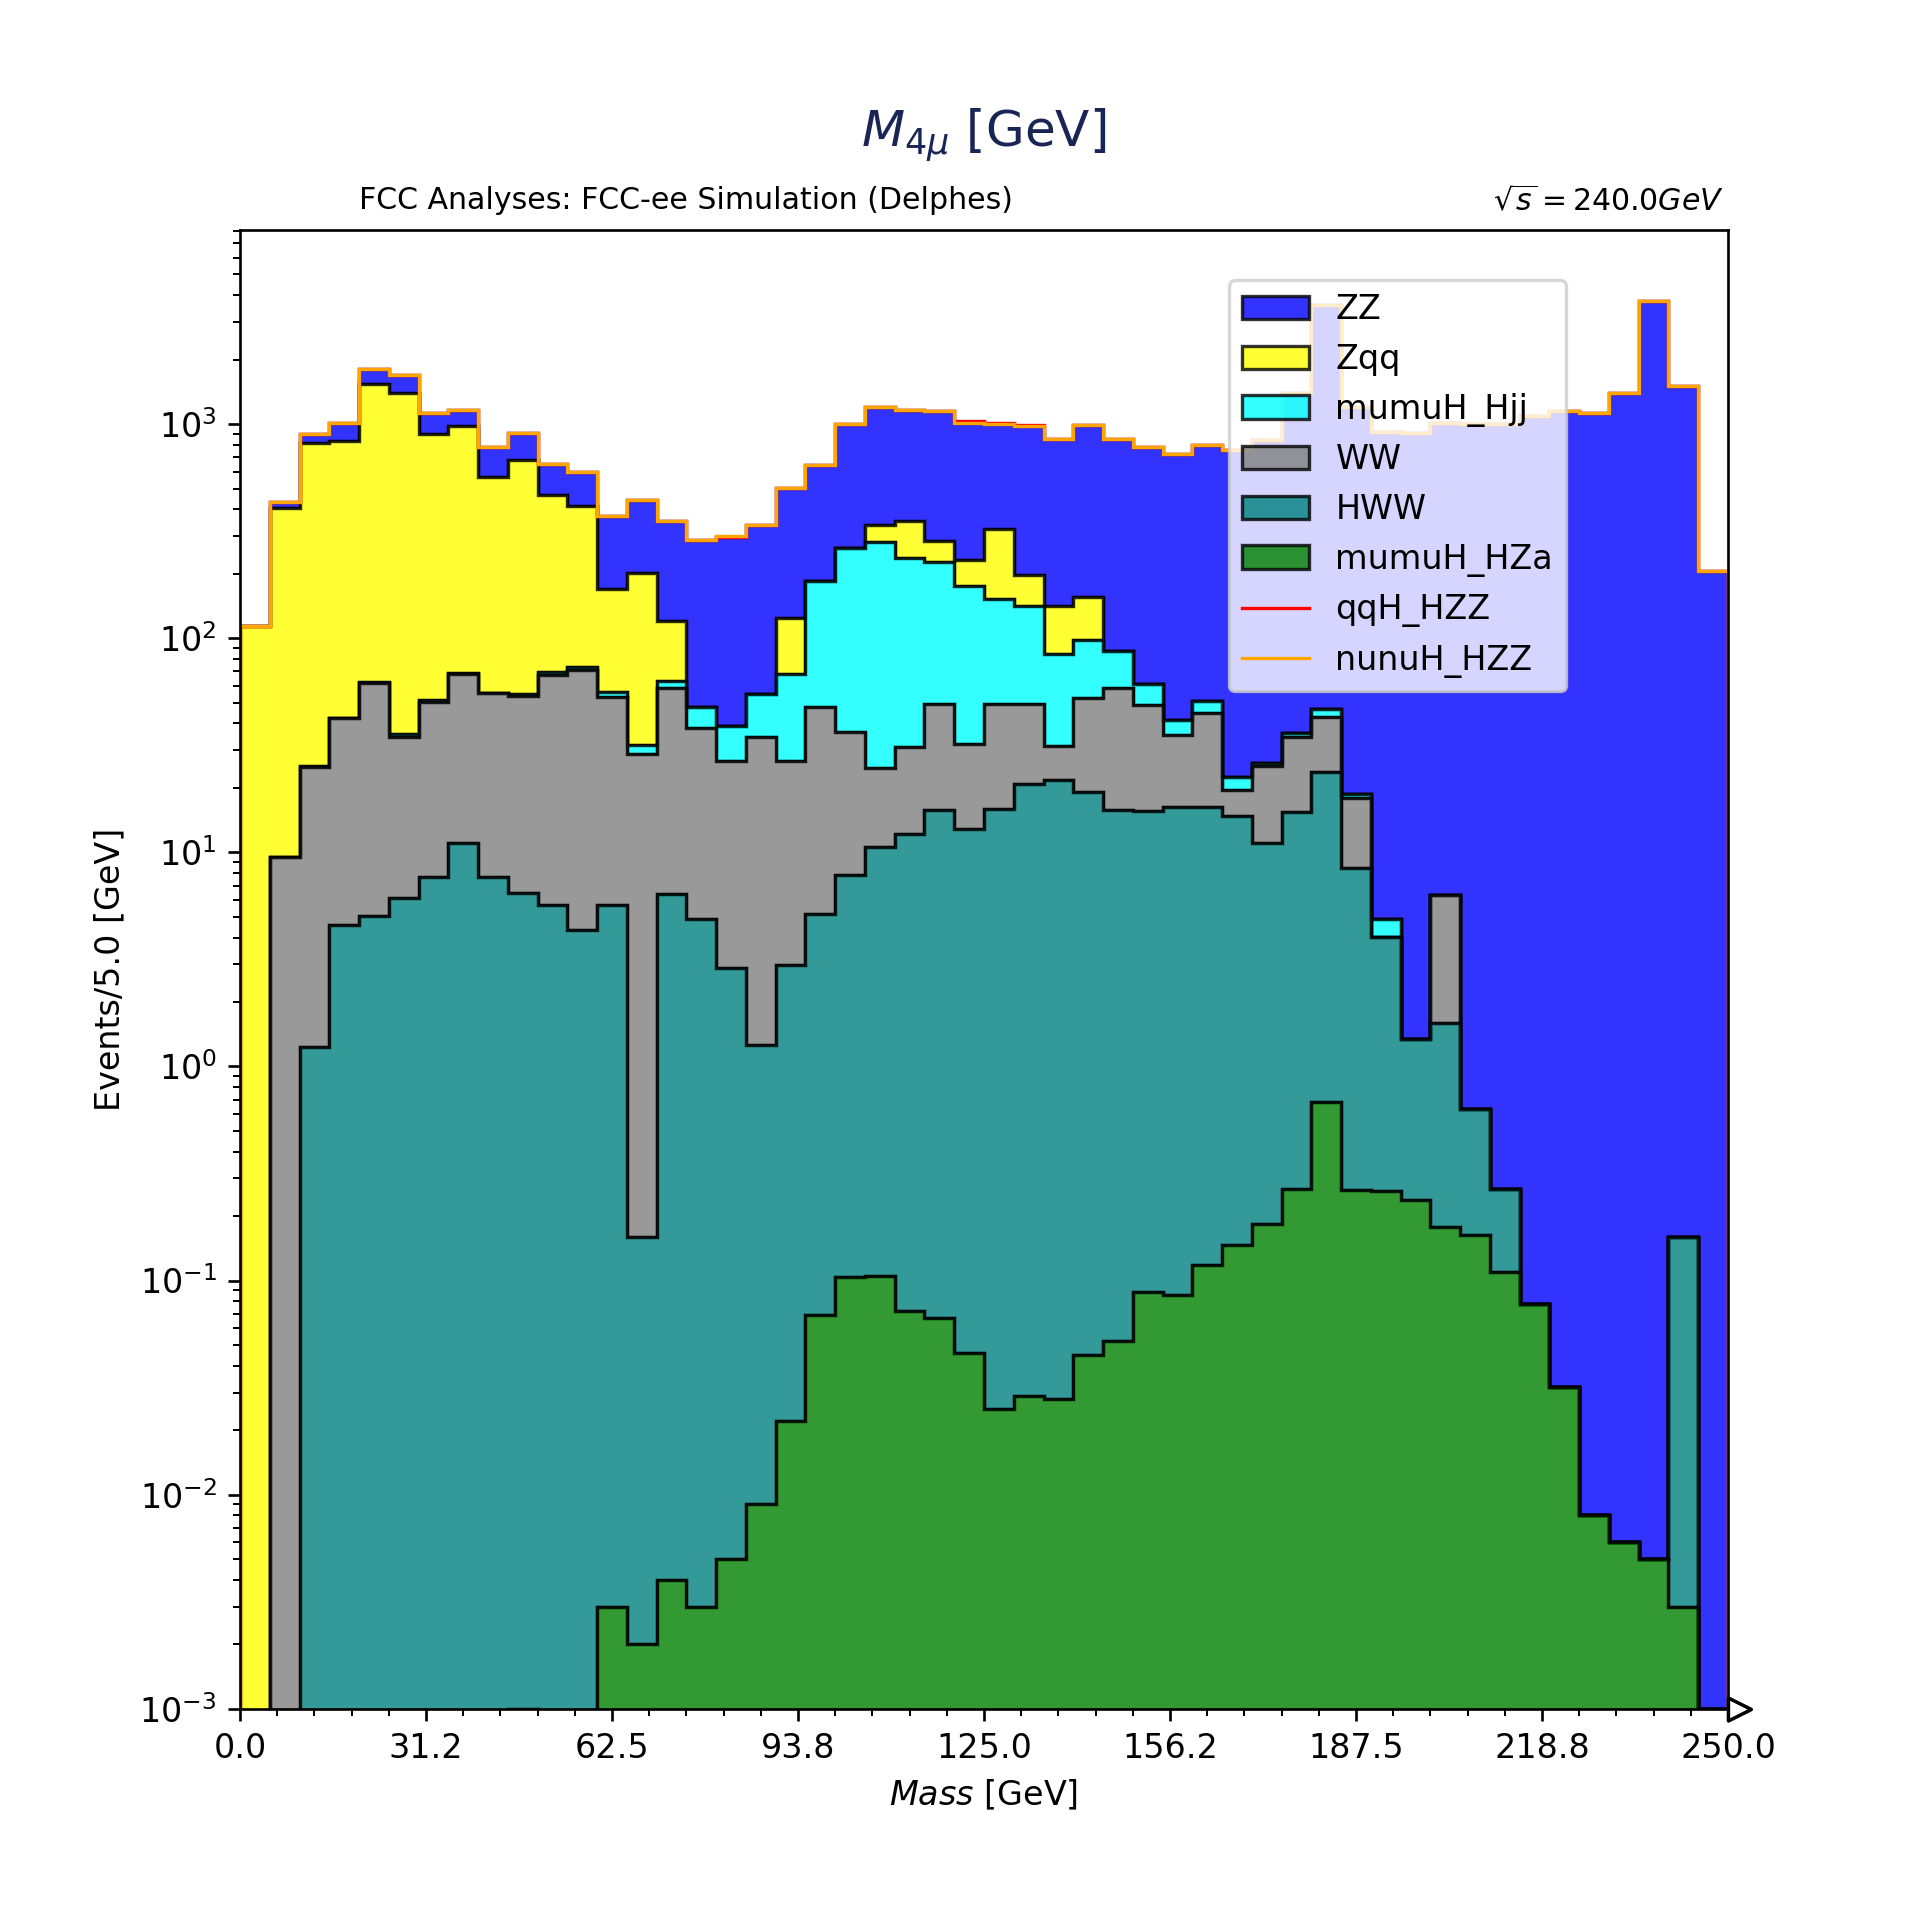 M4μ [GeV]
FCC Analyses: FCC-ee Simulation (Delphes)
√s = 240.0GeV
ZZ
Zqq
mumuH_Hjj
WW
HWW
mumuH_HZa
qqH_HZZ
nunuH_HZZ
Events/5.0 [GeV]
10³
10²
10¹
10⁰
10⁻¹
10⁻²
10⁻³
0.0 31.2 62.5 93.8 125.0 156.2 187.5 218.8 250.0
Mass [GeV]